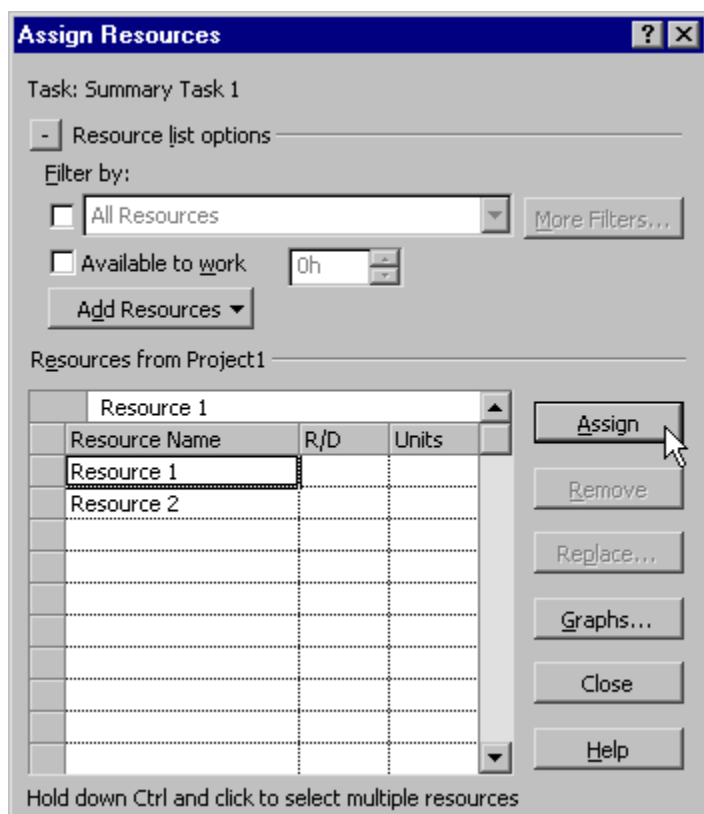 Assign Resources
Task: Summary Task 1
- Resource list options
Filter by:
All Resources More Filters...
Available to work 0h
Add Resources
Resources from Project1
Resource 1
Assign
Resource Name R/D Units
Resource 1
Remove
Resource 2
Replace...
Graphs...
Close
Help
Hold down Ctrl and click to select multiple resources